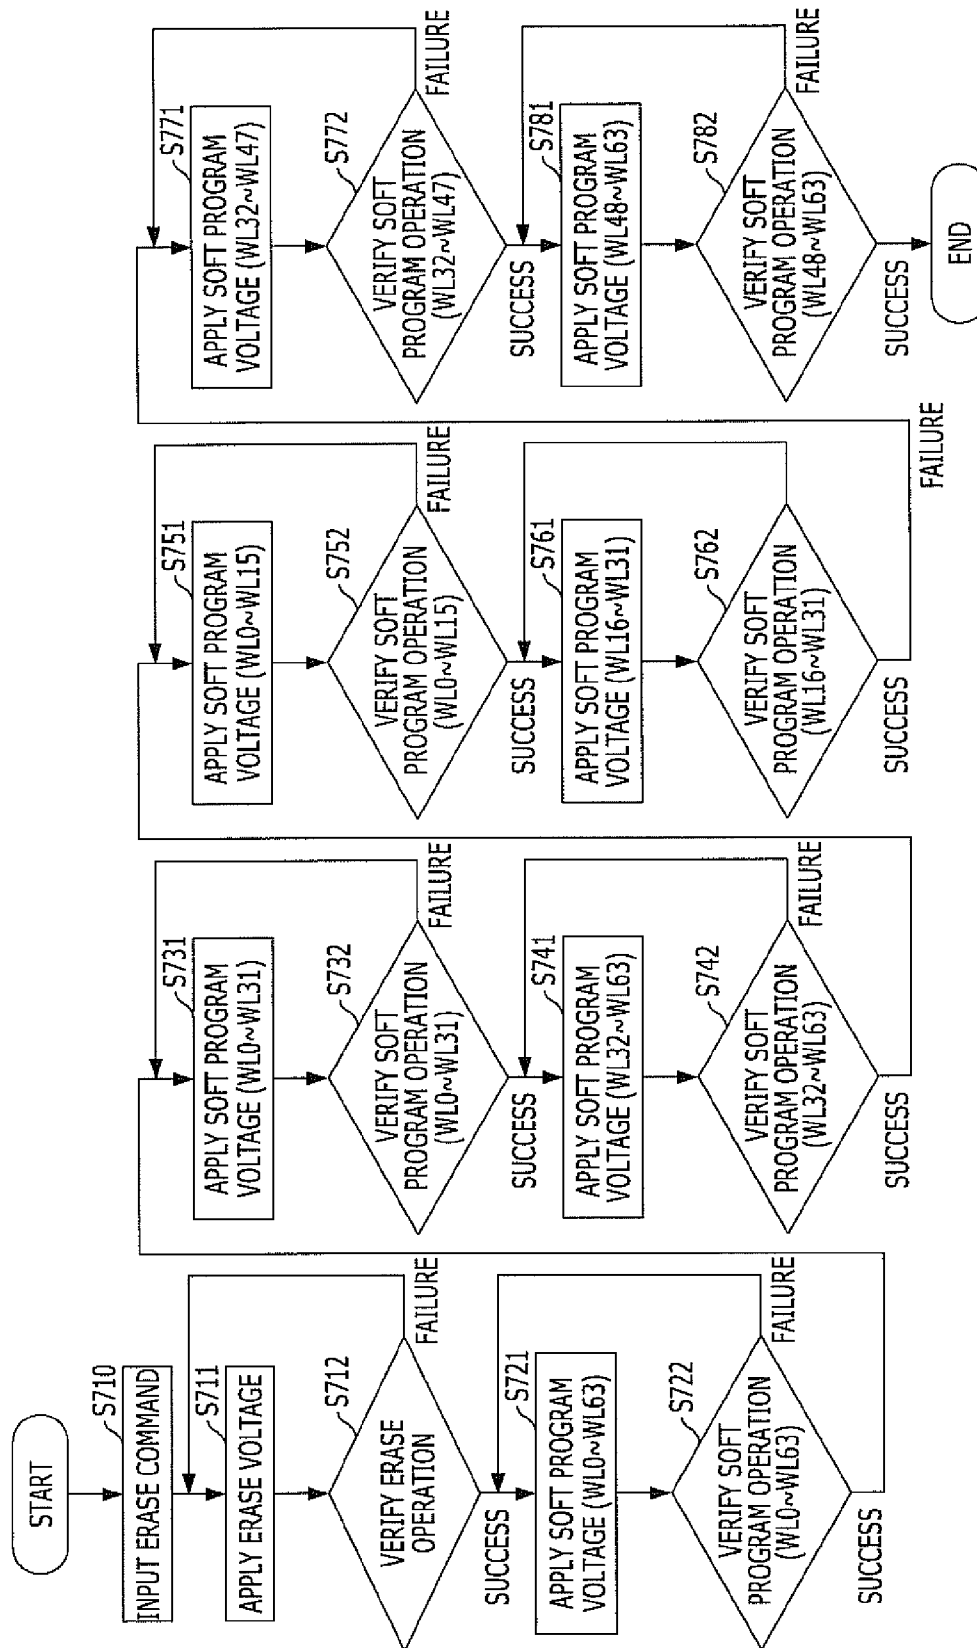 START
S710
INPUT ERASE COMMAND
S711
APPLY ERASE VOLTAGE
S712
VERIFY ERASE
OPERATION
FAILURE
SUCCESS
S721
APPLY SOFT PROGRAM
VOLTAGE (WL0~WL63)
S722
VERIFY SOFT
PROGRAM OPERATION
(WL0~WL63)
FAILURE
SUCCESS
S731
APPLY SOFT PROGRAM
VOLTAGE (WL0~WL31)
S732
VERIFY SOFT
PROGRAM OPERATION
(WL0~WL31)
FAILURE
SUCCESS
S741
APPLY SOFT PROGRAM
VOLTAGE (WL32~WL63)
S742
VERIFY SOFT
PROGRAM OPERATION
(WL32~WL63)
FAILURE
SUCCESS
S751
APPLY SOFT PROGRAM
VOLTAGE (WL0~WL15)
S752
VERIFY SOFT
PROGRAM OPERATION
(WL0~WL15)
FAILURE
SUCCESS
S761
APPLY SOFT PROGRAM
VOLTAGE (WL16~WL31)
S762
VERIFY SOFT
PROGRAM OPERATION
(WL16~WL31)
FAILURE
SUCCESS
S771
APPLY SOFT PROGRAM
VOLTAGE (WL32~WL47)
S772
VERIFY SOFT
PROGRAM OPERATION
(WL32~WL47)
FAILURE
SUCCESS
S781
APPLY SOFT PROGRAM
VOLTAGE (WL48~WL63)
S782
VERIFY SOFT
PROGRAM OPERATION
(WL48~WL63)
FAILURE
SUCCESS
END